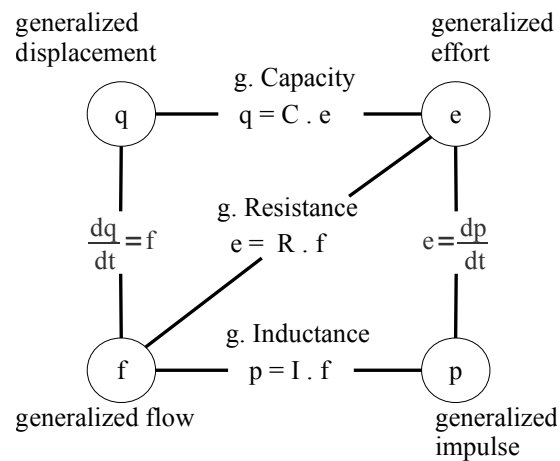 generalized
displacement
generalized
effort
g. Capacity
q
q = C . e
e
g. Resistance
dq/dt = f
e = R . f
e = dp/dt
g. Inductance
f
p = I . f
p
generalized flow
generalized
impulse